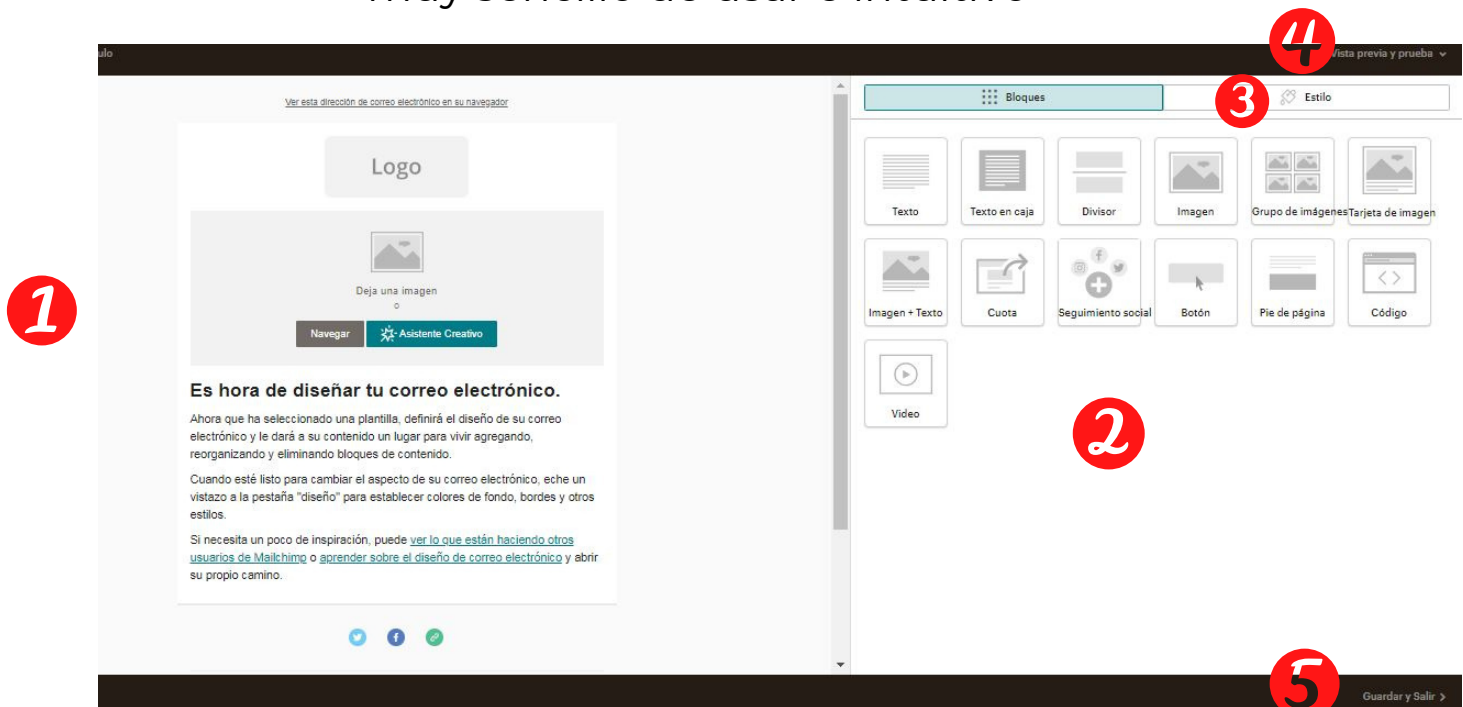 muy sencillo de usar e intuitivo
4
ulo
Vista previa y prueba
Ver esta dirección de correo electrónico en su navegador
Bloques
3
Estilo
Logo
Texto
Texto en caja
Divisor
Imagen
Grupo de imágenes
Tarjeta de imagen
1
Deja una imagen
o
Navegar
Asistente Creativo
Imagen + Texto
Cuota
Seguimiento social
Botón
Pie de página
Código
Es hora de diseñar tu correo electrónico.
Ahora que ha seleccionado una plantilla, definirá el diseño de su correo
electrónico y le dará a su contenido un lugar para vivir agregando,
reorganizando y eliminando bloques de contenido.
Cuando esté listo para cambiar el aspecto de su correo electrónico, eche un
vistazo a la pestaña "diseño" para establecer colores de fondo, bordes y otros
estilos.
Si necesita un poco de inspiración, puede ver lo que están haciendo otros
usuarios de Mailchimp o aprender sobre el diseño de correo electrónico y abrir
su propio camino.
Video
2
5
Guardar y Salir